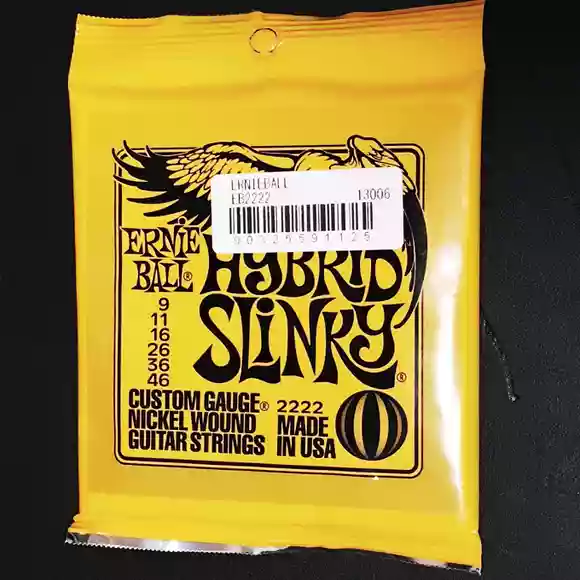 ERNIEBALL
EB2222 13006
90325591125
ERNIE
BALL®
HYBRID
SLINKY®
9
11
16
26
36
46
CUSTOM GAUGE®
NICKEL WOUND
GUITAR STRINGS
2222
MADE
IN USA